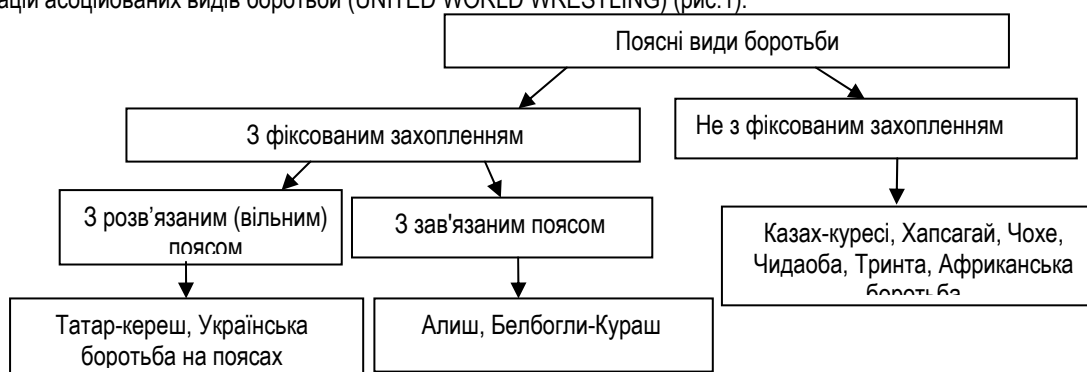 ацій асоційованих видів боротьби (UNITED WORLD WRESTLING) (рис.1).
Поясні види боротьби
З фіксованим захопленням
Не з фіксованим захопленням
З розв’язаним (вільним)
поясом
З зав'язаним поясом
Казах-куресі, Хапсагай, Чохе,
Чидаоба, Тринта, Африканська
боротьба
Татар-кереш, Українська
боротьба на поясах
Алиш, Белбогли-Кураш